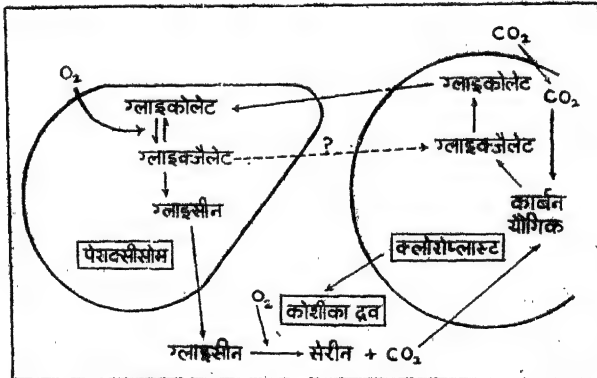 CO₂
O₂
ग्लाइकोलेट
ग्लाइकोलेट
CO₂
ग्लाइक्जैलेट
?
ग्लाइक्जैलेट
ग्लाइसीन
कार्बन
यौगिक
पेराक्सीसोम
क्लोरोप्लास्ट
O₂
कोशीका द्रव
ग्लाइसीन
सेरीन + CO₂